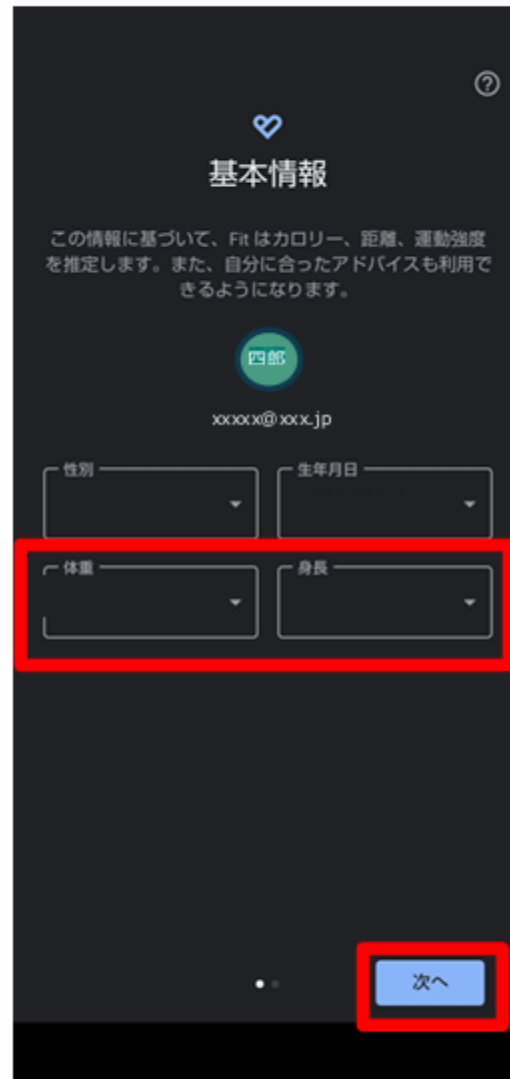 基本情報
この情報に基づいて、Fit はカロリー、距離、運動強度
を推定します。また、自分に合ったアドバイスも利用で
きるようになります。
四郎
xxxxx@xxx.jp
性別 生年月日
体重 身長
次へ